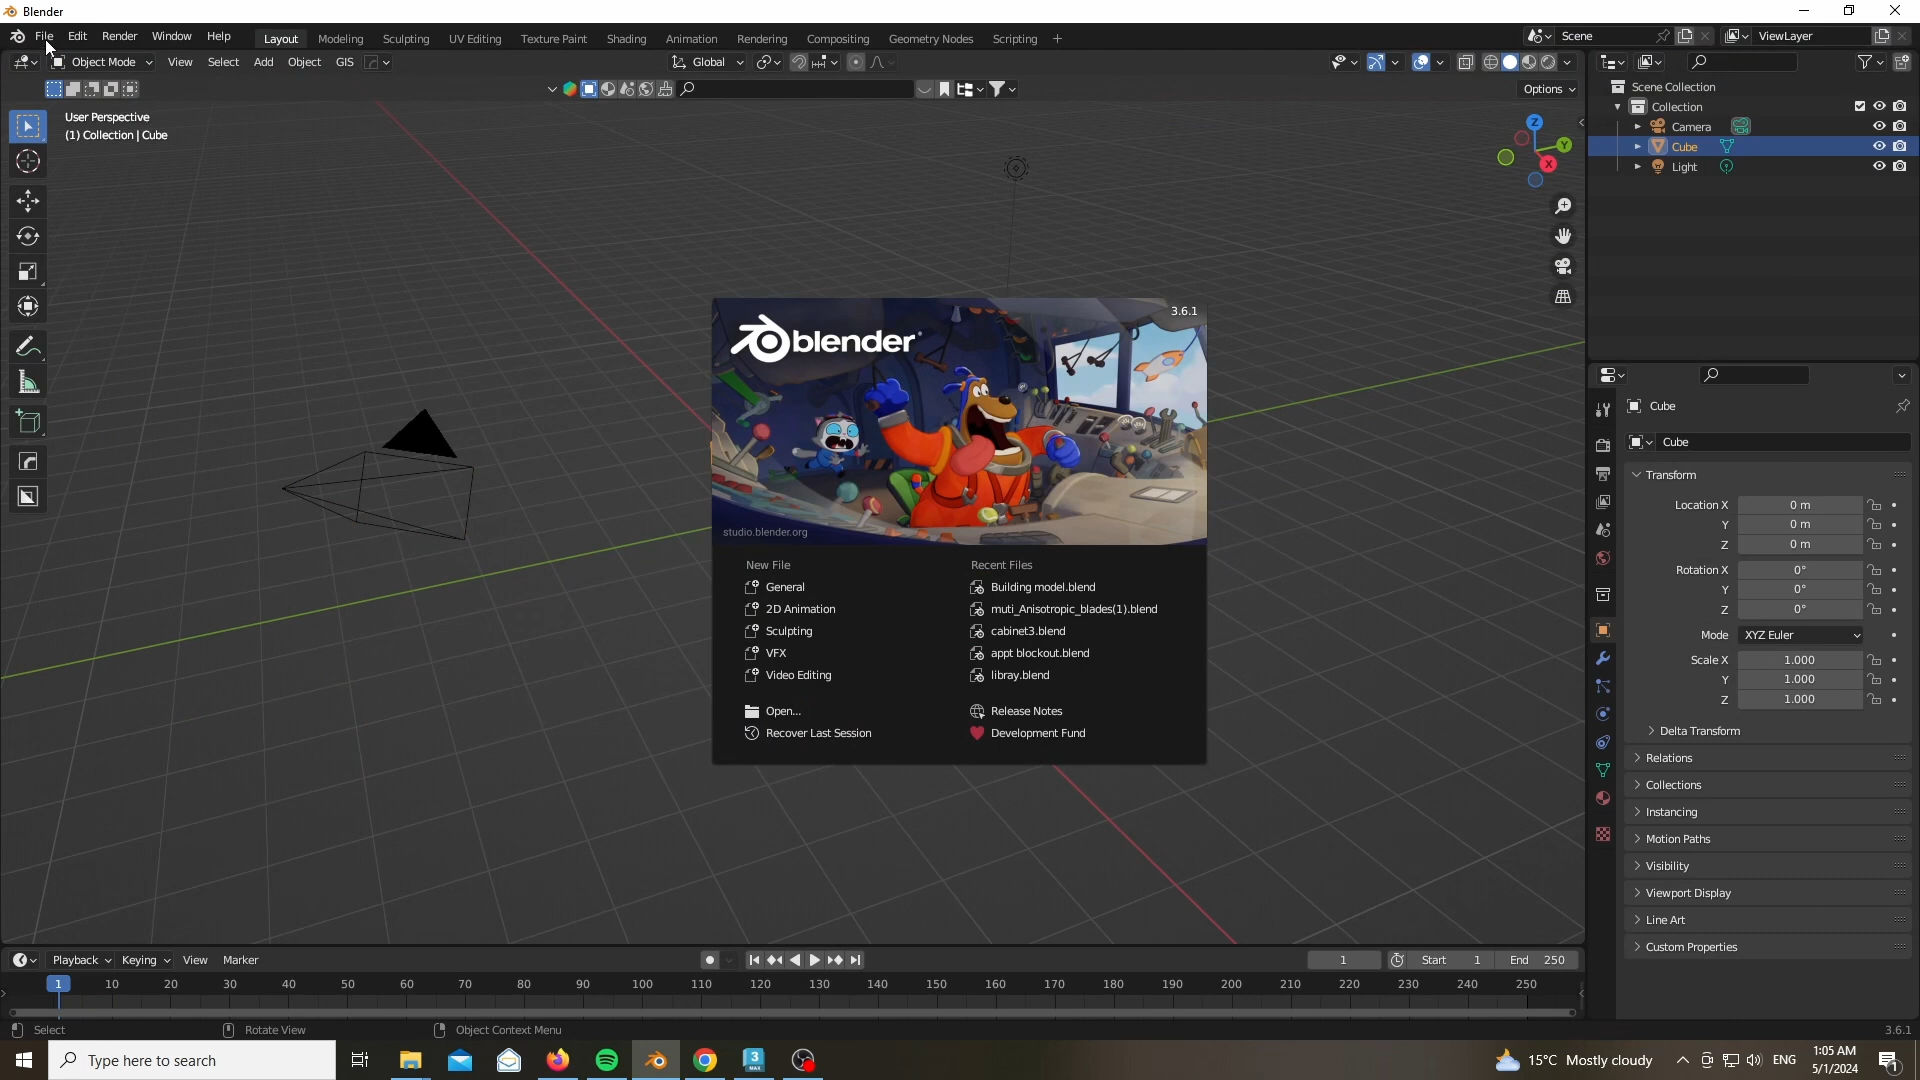 Blender
File Edit Render Window Help Layout Modeling Sculpting UV Editing Texture Paint Shading Animation Rendering Compositing Geometry Nodes Scripting + Scene ViewLayer
Object Mode View Select Add Object GIS Global
Options
User Perspective
(1) Collection | Cube
Z
Y
X
Scene Collection
Collection
Camera
Cube
Light
3.6.1
blender
studio.blender.org
New File
General
2D Animation
Sculpting
VFX
Video Editing
Open...
Recover Last Session
Recent Files
Building model.blend
muti_Anisotropic_blades(1).blend
cabinet3.blend
appt blockout.blend
libray.blend
Release Notes
Development Fund
Cube
Cube
Transform
Location X 0 m
Y 0 m
Z 0 m
Rotation X 0°
Y 0°
Z 0°
Mode XYZ Euler
Scale X 1.000
Y 1.000
Z 1.000
Delta Transform
Relations
Collections
Instancing
Motion Paths
Visibility
Viewport Display
Line Art
Custom Properties
Playback Keying View Marker 1 Start 1 End 250
1 10 20 30 40 50 60 70 80 90 100 110 120 130 140 150 160 170 180 190 200 210 220 230 240 250
Select Rotate View Object Context Menu 3.6.1
Type here to search 3 MAX 15°C Mostly cloudy ENG
1:05 AM
5/1/2024
1